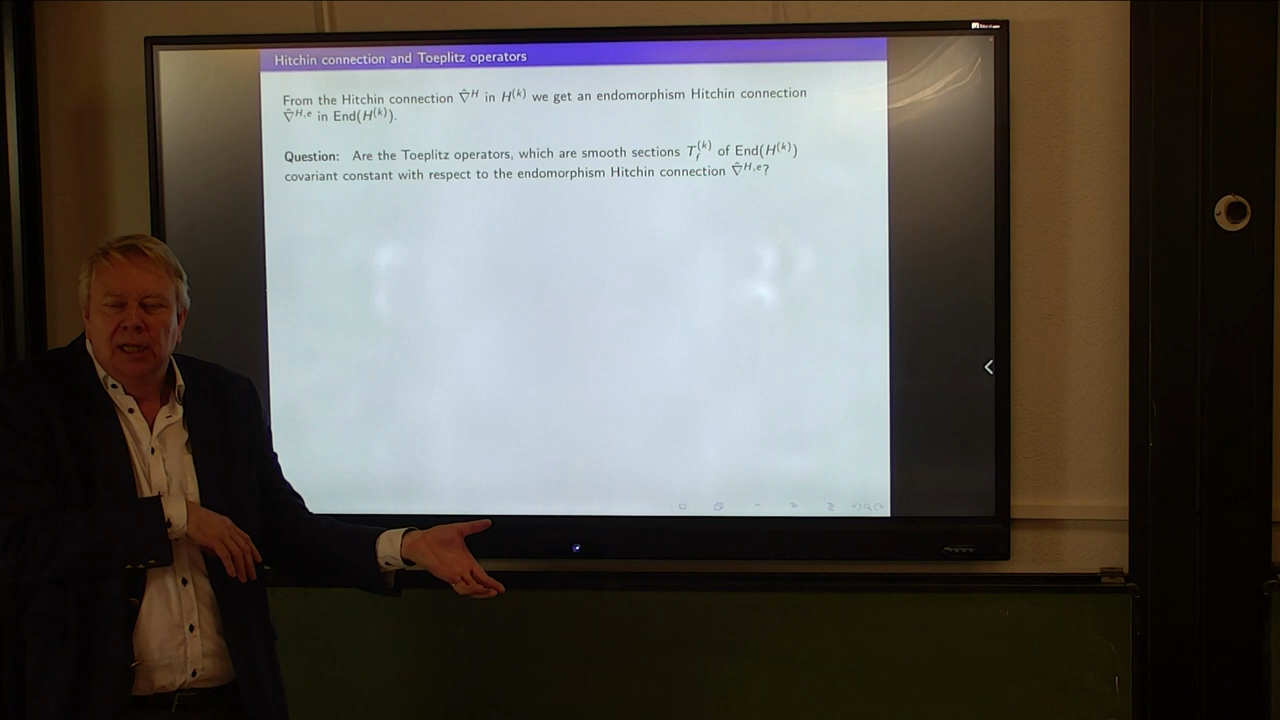 Hitchin connection and Toeplitz operators
From the Hitchin connection ∇̂^H in H^(k) we get an endomorphism Hitchin connection
∇̂^{H,e} in End(H^(k)).
Question: Are the Toeplitz operators, which are smooth sections T_f^(k) of End(H^(k))
covariant constant with respect to the endomorphism Hitchin connection ∇̂^{H,e}?